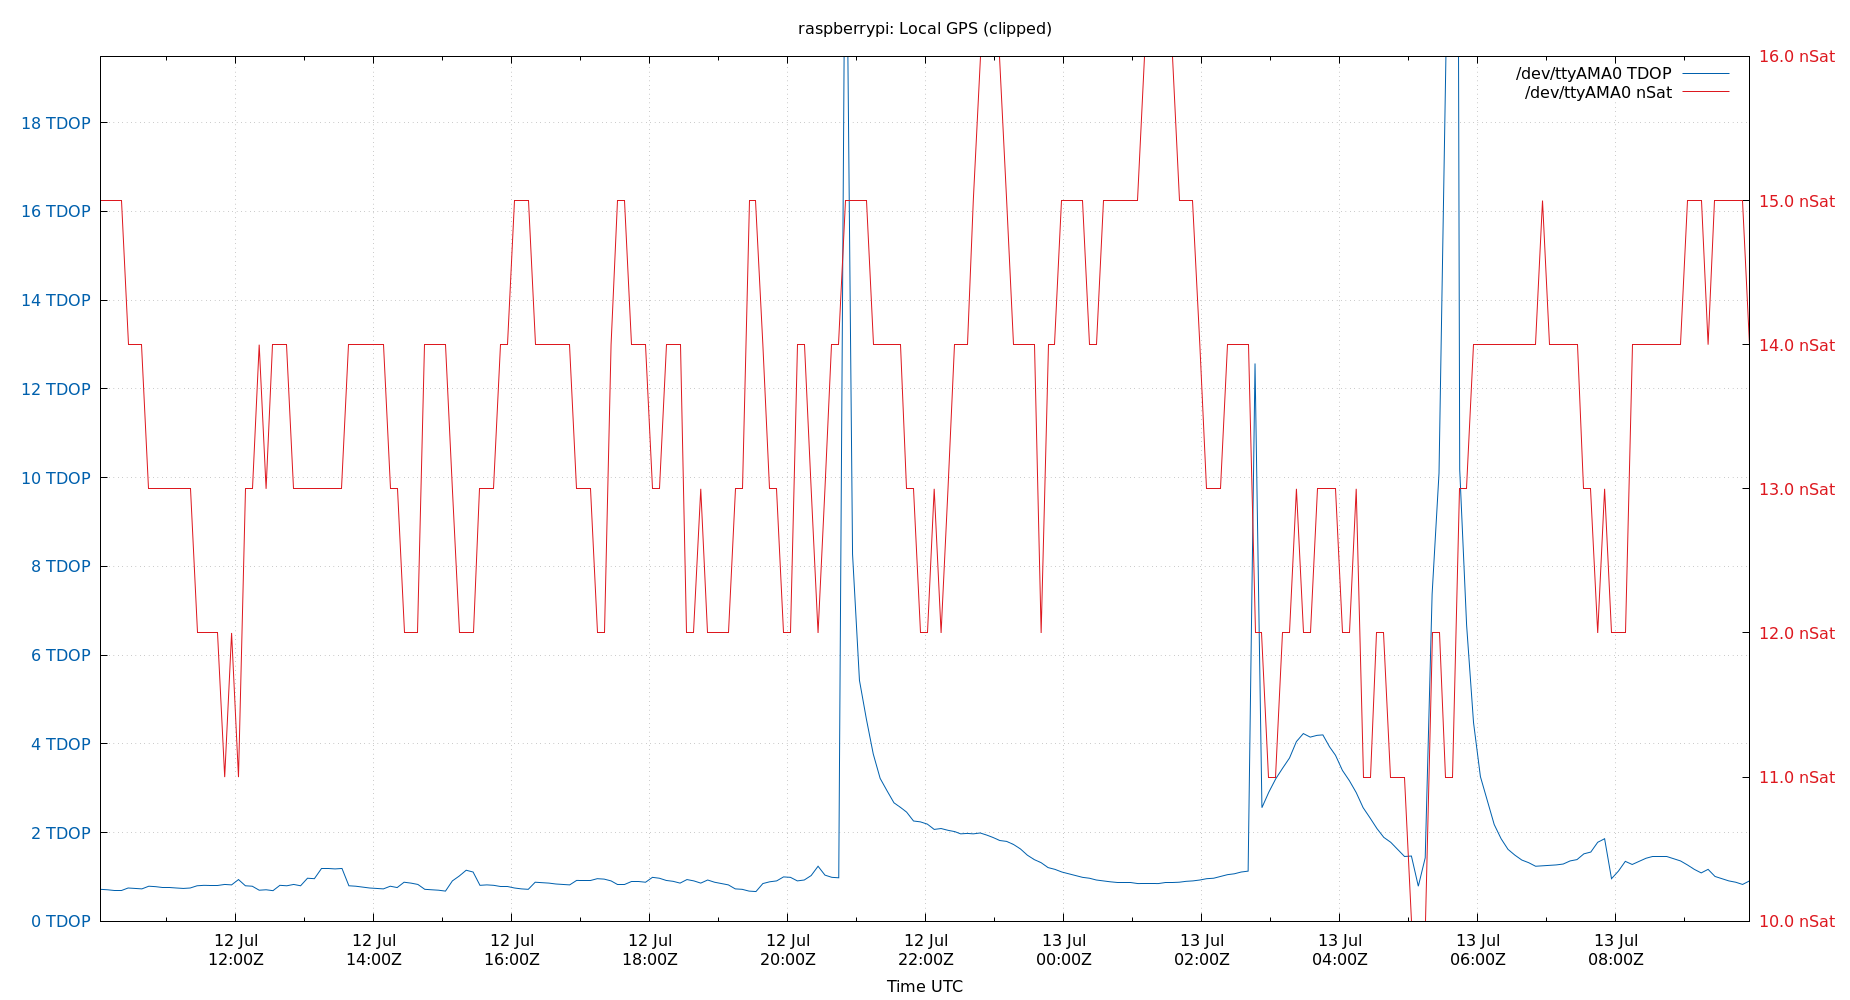 raspberrypi: Local GPS (clipped)
16.0 nSat
/dev/ttyAMA0 TDOP
/dev/ttyAMA0 nSat
18 TDOP
16 TDOP
15.0 nSat
14 TDOP
14.0 nSat
12 TDOP
10 TDOP
13.0 nSat
8 TDOP
12.0 nSat
6 TDOP
11.0 nSat
4 TDOP
2 TDOP
0 TDOP
10.0 nSat
12 Jul 12 Jul 12 Jul 12 Jul 12 Jul 12 Jul 13 Jul 13 Jul 13 Jul 13 Jul 13 Jul
12:00Z 14:00Z 16:00Z 18:00Z 20:00Z 22:00Z 00:00Z 02:00Z 04:00Z 06:00Z 08:00Z
Time UTC